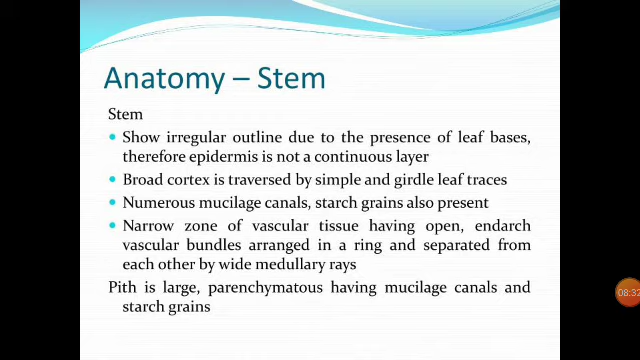 Anatomy – Stem
Stem
Show irregular outline due to the presence of leaf bases,
therefore epidermis is not a continuous layer
Broad cortex is traversed by simple and girdle leaf traces
Numerous mucilage canals, starch grains also present
Narrow zone of vascular tissue having open, endarch
vascular bundles arranged in a ring and separated from
each other by wide medullary rays
Pith is large, parenchymatous having mucilage canals and
starch grains
08:32